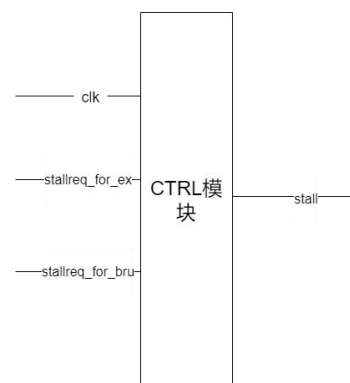 clk
stallreq_for_ex
CTRL模
块
stall
stallreq_for_bru